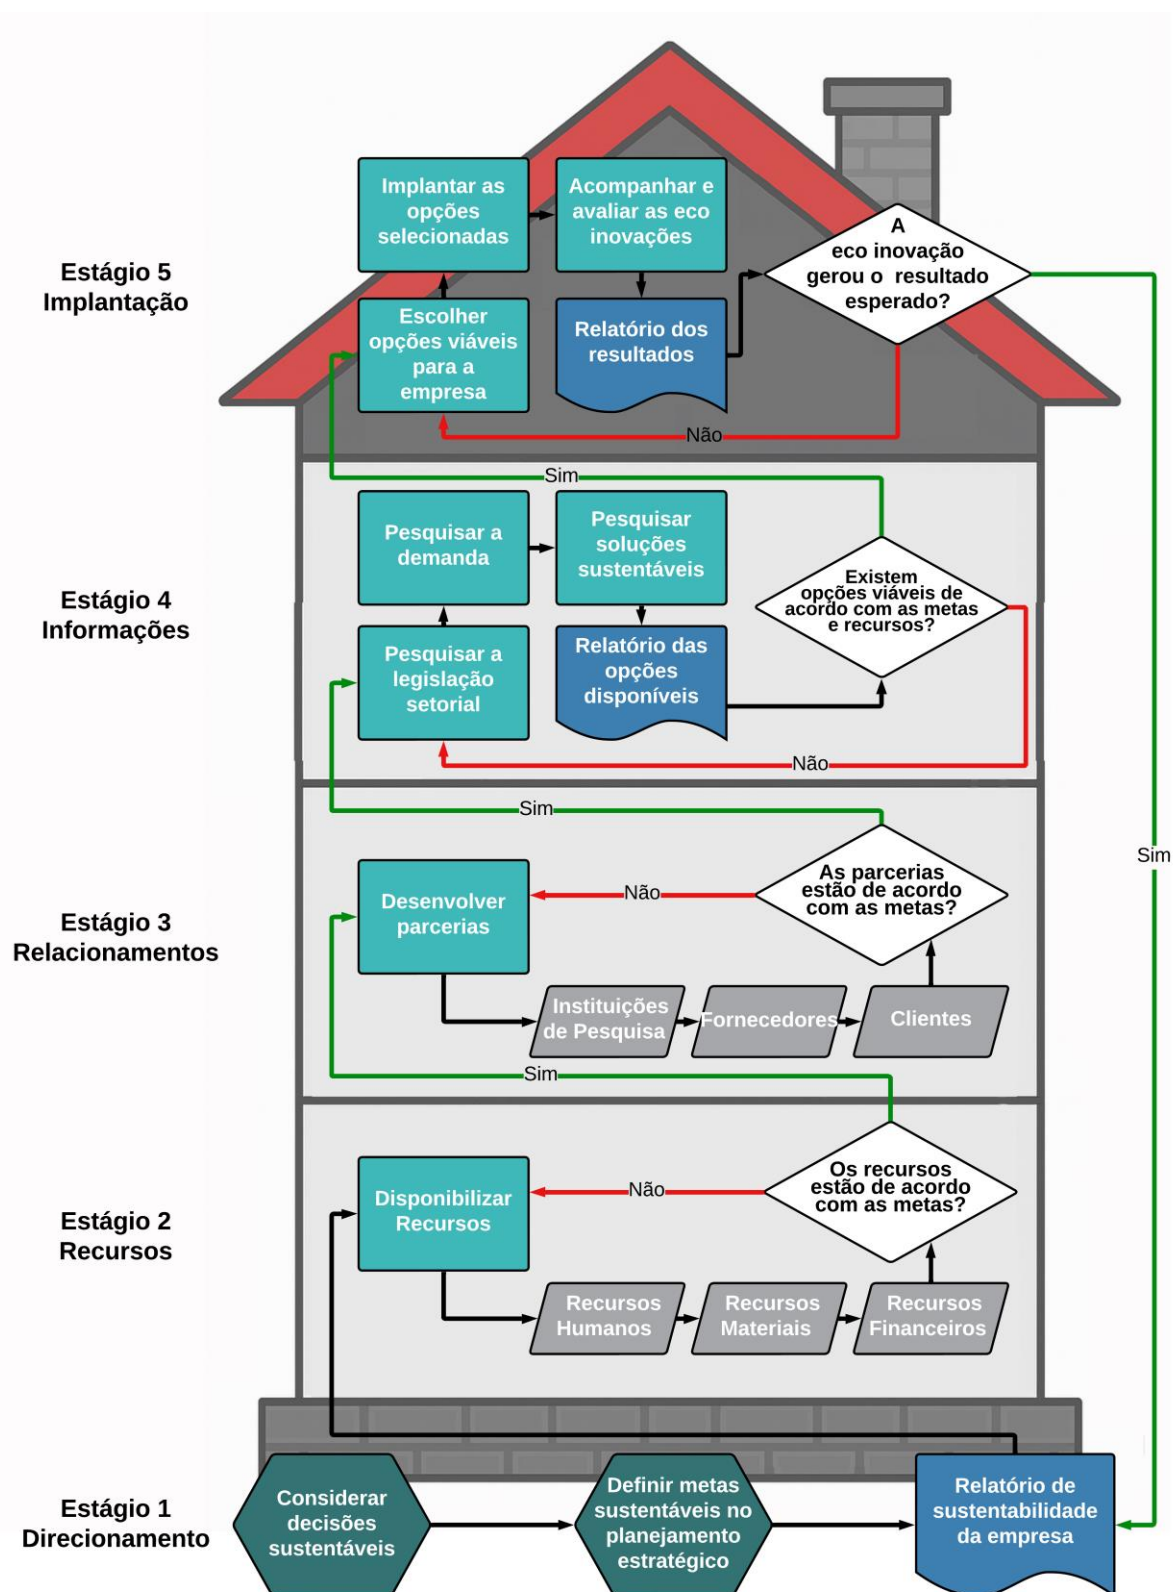 Estágio 5
Implantação
Implantar as
opções
selecionadas
Acompanhar e
avaliar as eco
inovações
A
eco inovação
gerou o resultado
esperado?
Escolher
opções viáveis
para a
empresa
Relatório dos
resultados
Não
Sim
Estágio 4
Informações
Pesquisar a
demanda
Pesquisar
soluções
sustentáveis
Existem
opções viáveis de
acordo com as metas
e recursos?
Pesquisar a
legislação
setorial
Relatório das
opções
disponíveis
Não
Sim
Sim
Estágio 3
Relacionamentos
Desenvolver
parcerias
Não
As parcerias
estão de acordo
com as metas?
Instituições
de Pesquisa
Fornecedores
Clientes
Sim
Estágio 2
Recursos
Disponibilizar
Recursos
Não
Os recursos
estão de acordo
com as metas?
Recursos
Humanos
Recursos
Materiais
Recursos
Financeiros
Estágio 1
Direcionamento
Considerar
decisões
sustentáveis
Definir metas
sustentáveis no
planejamento
estratégico
Relatório de
sustentabilidade
da empresa